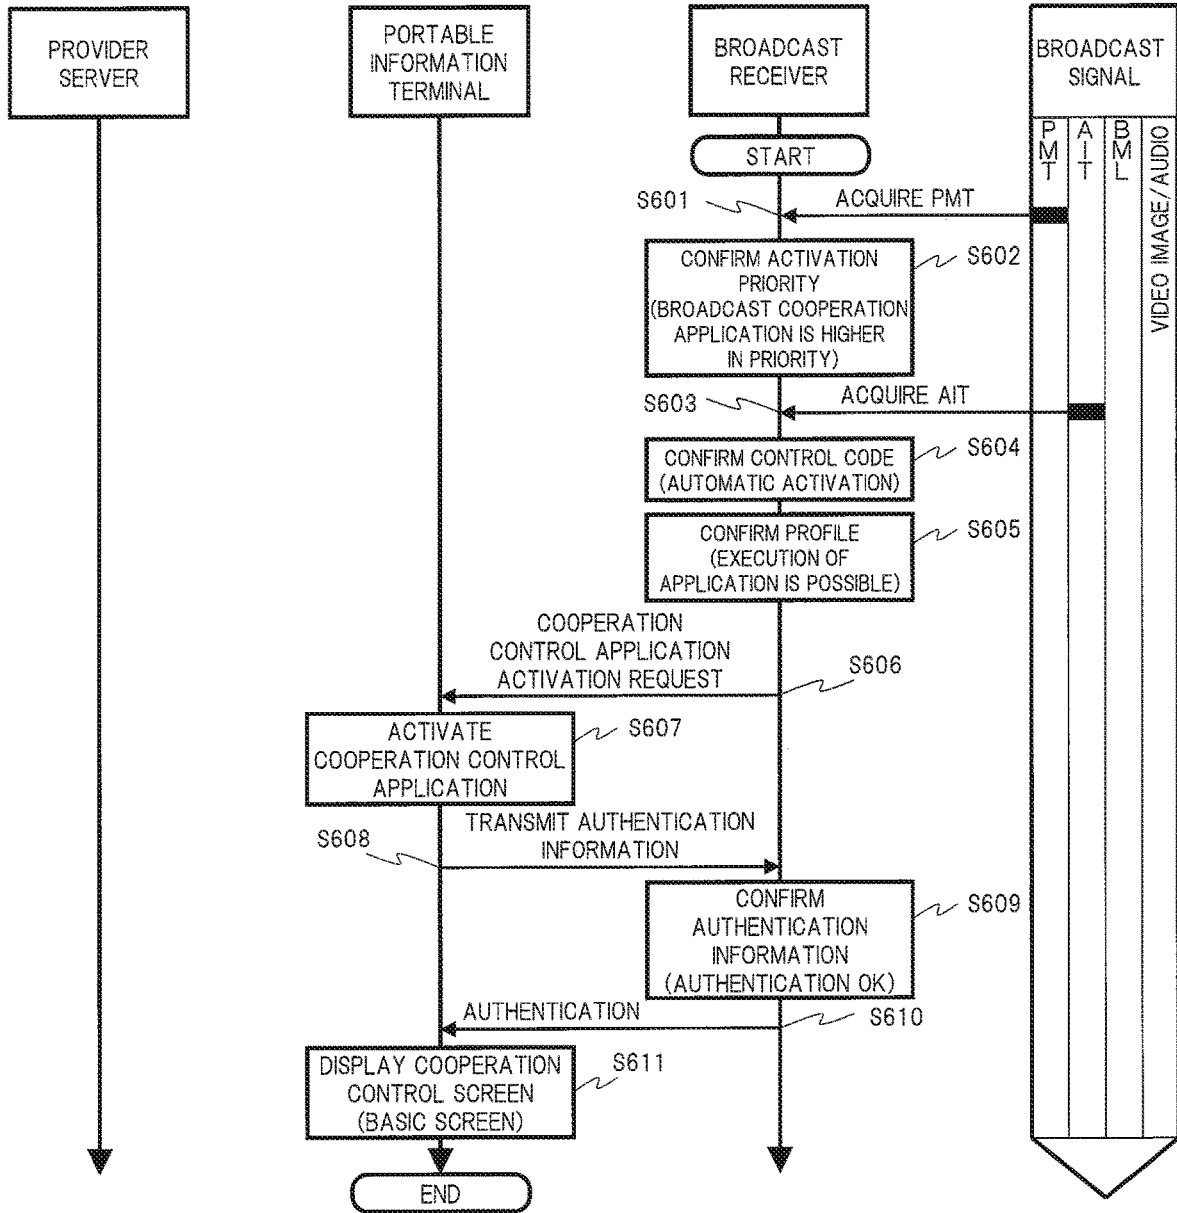 PROVIDER
SERVER
PORTABLE
INFORMATION
TERMINAL
BROADCAST
RECEIVER
BROADCAST
SIGNAL
PMT
AIT
BML
VIDEO IMAGE/AUDIO
START
S601
ACQUIRE PMT
CONFIRM ACTIVATION
PRIORITY
(BROADCAST COOPERATION
APPLICATION IS HIGHER
IN PRIORITY)
S602
S603
ACQUIRE AIT
CONFIRM CONTROL CODE
(AUTOMATIC ACTIVATION)
S604
CONFIRM PROFILE
(EXECUTION OF
APPLICATION IS POSSIBLE)
S605
COOPERATION
CONTROL APPLICATION
ACTIVATION REQUEST
S606
ACTIVATE
COOPERATION CONTROL
APPLICATION
S607
S608
TRANSMIT AUTHENTICATION
INFORMATION
CONFIRM
AUTHENTICATION
INFORMATION
(AUTHENTICATION OK)
S609
AUTHENTICATION
S610
DISPLAY COOPERATION
CONTROL SCREEN
(BASIC SCREEN)
S611
END